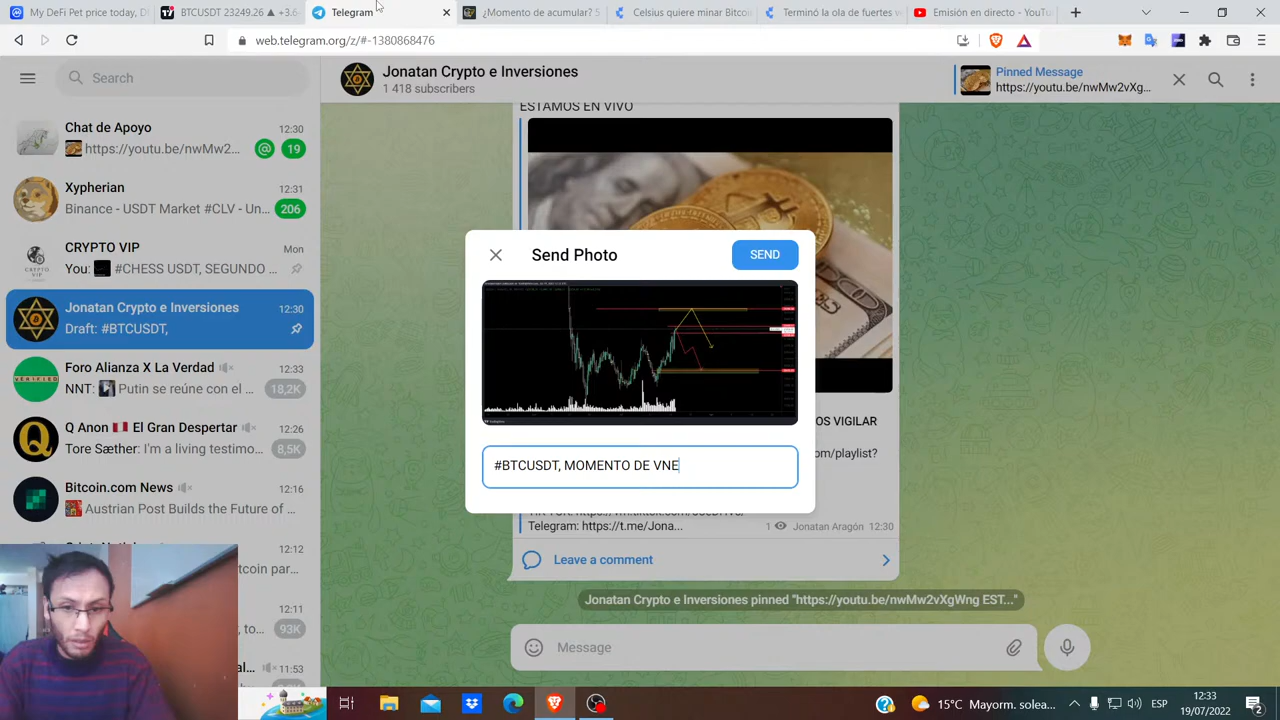 My DeFi Pet price today, D
BTCUSDT 23249.26 ▲ +3.6
Telegram
¿Momento de acumular? 5
Celsius quiere minar Bitcoi
Terminó la ola de fuertes v
Emisión en directo - YouTu
web.telegram.org/z/#-1380868476
Search
Jonatan Crypto e Inversiones
1 418 subscribers
Pinned Message
https://youtu.be/nwMw2vXg...
Chat de Apoyo
12:30
https://youtu.be/nwMw2...
@
19
Xypherian
12:31
Binance - USDT Market #CLV - Un...
206
CRYPTO VIP
Mon
You: #CHESS USDT, SEGUNDO ...
Jonatan Crypto e Inversiones
12:30
Draft: #BTCUSDT,
Foro Alianza X La Verdad
12:33
NNT: Putin se reúne con el ...
18,2K
Q Anon El Gran Despertar
12:26
Tore Sæther: I'm a living testimo...
8,5K
Bitcoin.com News
12:16
Austrian Post Builds the Future of ...
12:12
tcoin par...
12:11
, to...
93K
al...
11:53
ESTAMOS EN VIVO
Send Photo
SEND
#BTCUSDT, MOMENTO DE VNE
OS VIGILAR
om/playlist?
Telegram: https://t.me/Jona...
1
Jonatan Aragón 12:30
Leave a comment
Jonatan Crypto e Inversiones pinned "https://youtu.be/nwMw2vXgWng EST..."
Message
15°C Mayorm. solea...
ESP
12:33
19/07/2022
2